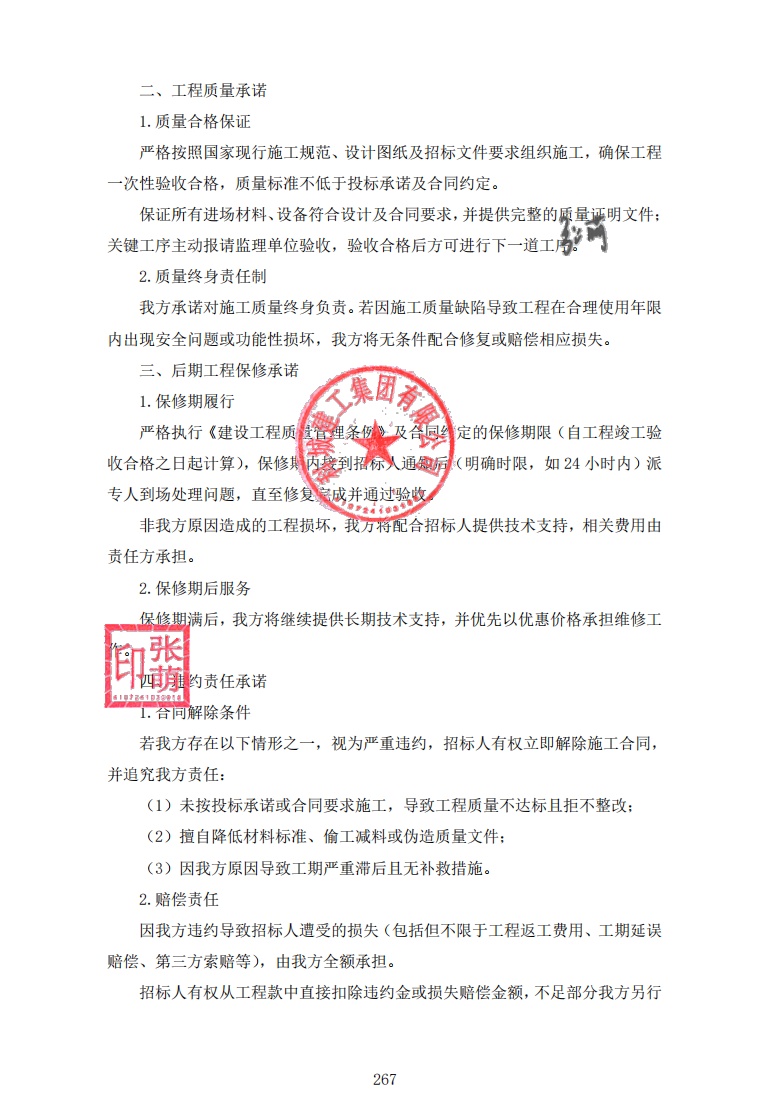 二、工程质量承诺
1.质量合格保证
严格按照国家现行施工规范、设计图纸及招标文件要求组织施工，确保工程
一次性验收合格，质量标准不低于投标承诺及合同约定。
保证所有进场材料、设备符合设计及合同要求，并提供完整的质量证明文件；
关键工序主动报请监理单位验收，验收合格后方可进行下一道工序。
2.质量终身责任制
我方承诺对施工质量终身负责。若因施工质量缺陷导致工程在合理使用年限
内出现安全问题或功能性损坏，我方将无条件配合修复或赔偿相应损失。
三、后期工程保修承诺
1.保修期履行
严格执行《建设工程质量管理条例》及合同约定的保修期限（自工程竣工验
收合格之日起计算），保修期内接到招标人通知后（明确时限，如 24 小时内）派
专人到场处理问题，直至修复完成并通过验收。
城建工集团有限公司
非我方原因造成的工程损坏，我方将配合招标人提供技术支持，相关费用由
责任方承担。
2.保修期后服务
保修期满后，我方将继续提供长期技术支持，并优先以优惠价格承担维修工
作。
张萌印
四、违约责任承诺
1.合同解除条件
若我方存在以下情形之一，视为严重违约，招标人有权立即解除施工合同，
并追究我方责任：
（1）未按投标承诺或合同要求施工，导致工程质量不达标且拒不整改；
（2）擅自降低材料标准、偷工减料或伪造质量文件；
（3）因我方原因导致工期严重滞后且无补救措施。
2.赔偿责任
因我方违约导致招标人遭受的损失（包括但不限于工程返工费用、工期延误
赔偿、第三方索赔等），由我方全额承担。
招标人有权从工程款中直接扣除违约金或损失赔偿金额，不足部分我方另行
267